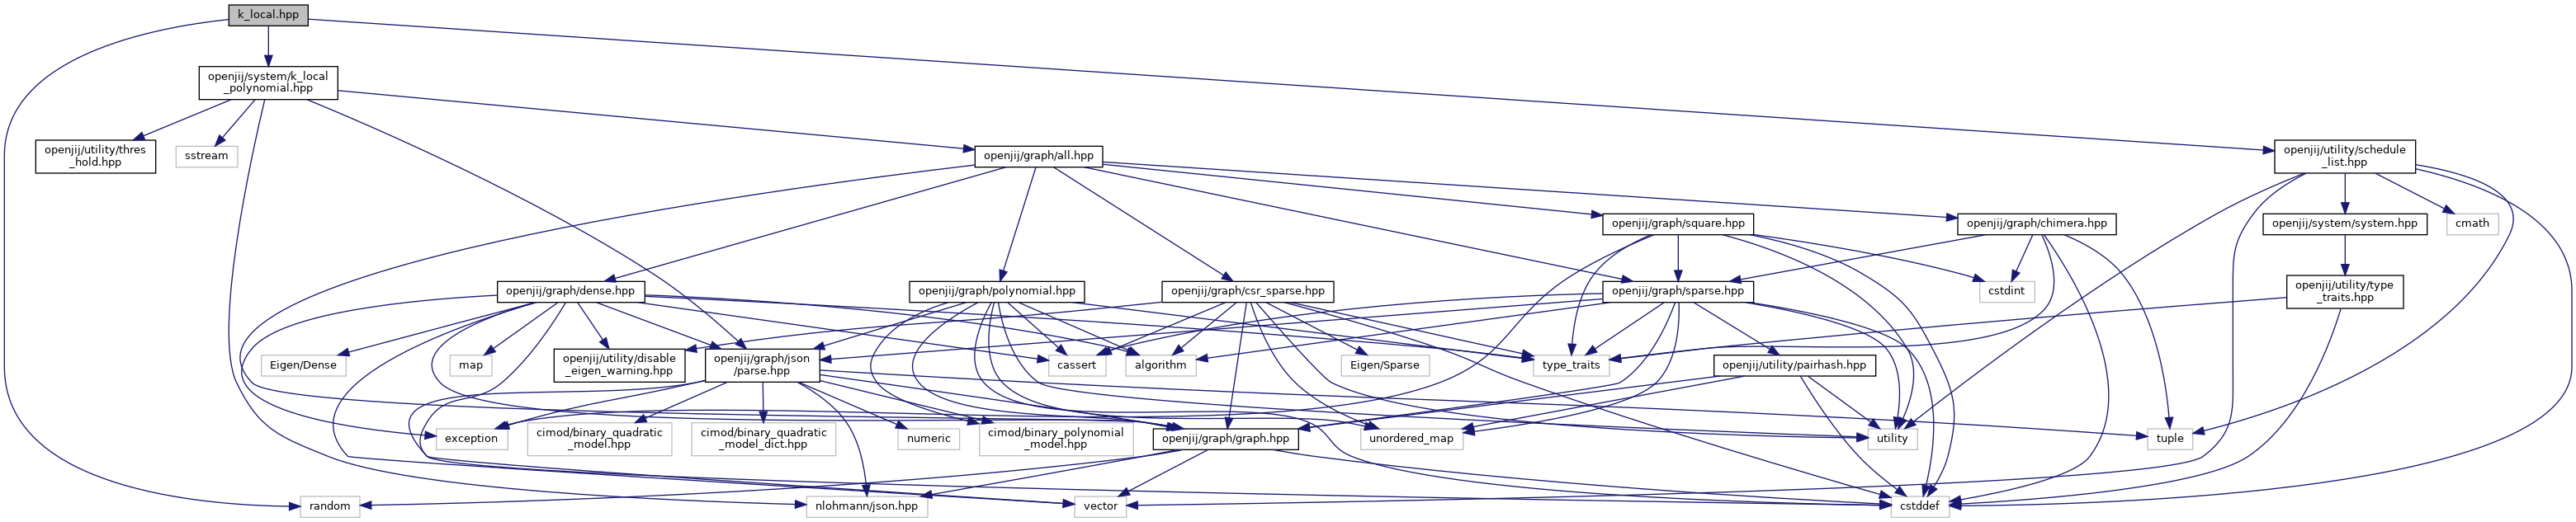 k_local.hpp
openjij/system/k_local
_polynomial.hpp
openjij/utility/thres
_hold.hpp
sstream
openjij/graph/all.hpp
openjij/utility/schedule
_list.hpp
openjij/graph/square.hpp
openjij/graph/chimera.hpp
openjij/system/system.hpp
cmath
openjij/graph/dense.hpp
openjij/graph/polynomial.hpp
openjij/graph/csr_sparse.hpp
openjij/graph/sparse.hpp
cstdint
openjij/utility/type
_traits.hpp
Eigen/Dense
map
openjij/utility/disable
_eigen_warning.hpp
openjij/graph/json
/parse.hpp
cassert
algorithm
Eigen/Sparse
type_traits
openjij/utility/pairhash.hpp
exception
cimod/binary_quadratic
_model.hpp
cimod/binary_quadratic
_model_dict.hpp
numeric
cimod/binary_polynomial
_model.hpp
openjij/graph/graph.hpp
unordered_map
utility
tuple
random
nlohmann/json.hpp
vector
cstddef